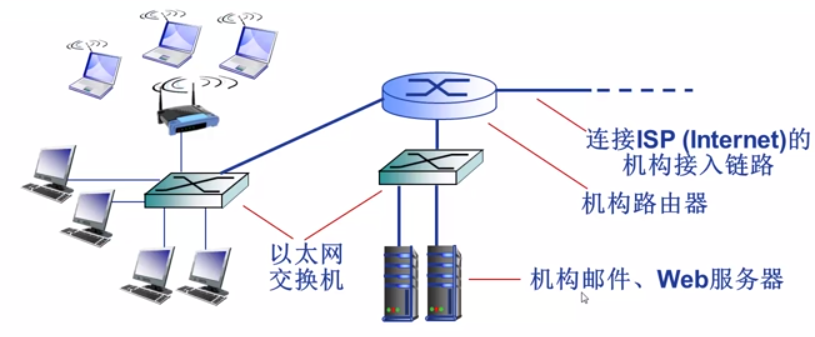 连接ISP (Internet)的
机构接入链路
机构路由器
以太网
交换机
机构邮件、Web服务器